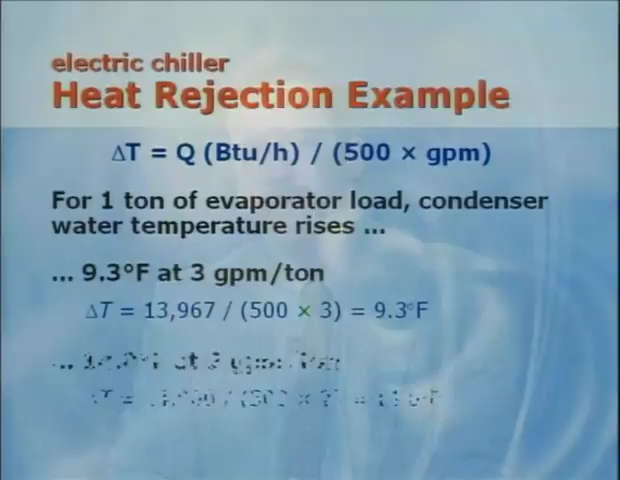 electric chiller
Heat Rejection Example
ΔT = Q (Btu/h) / (500 × gpm)
For 1 ton of evaporator load, condenser
water temperature rises ...
... 9.3°F at 3 gpm/ton
ΔT = 13,967 / (500 × 3) = 9.3°F